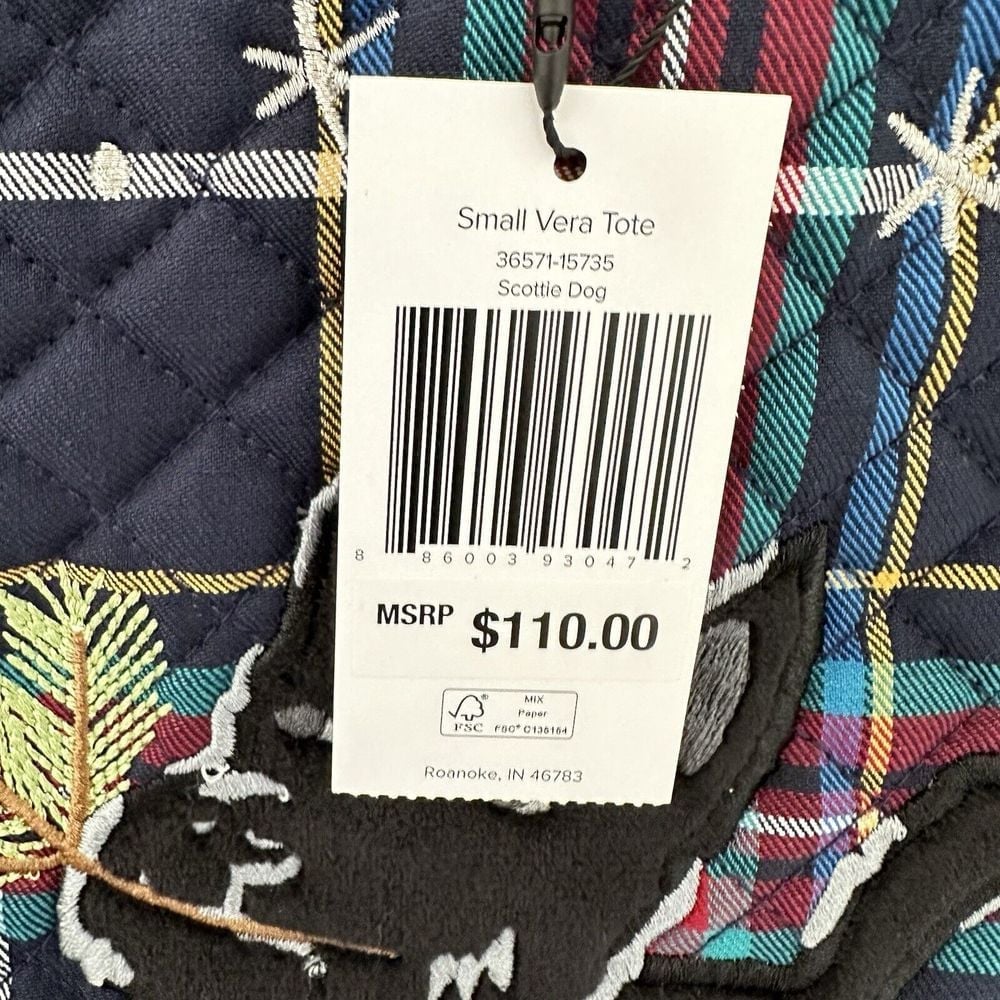 Small Vera Tote
36571-15735
Scottie Dog
8 86003 93047 2
MSRP $110.00
FSC® MIX
Paper
FSC® C136164
Roanoke, IN 46783